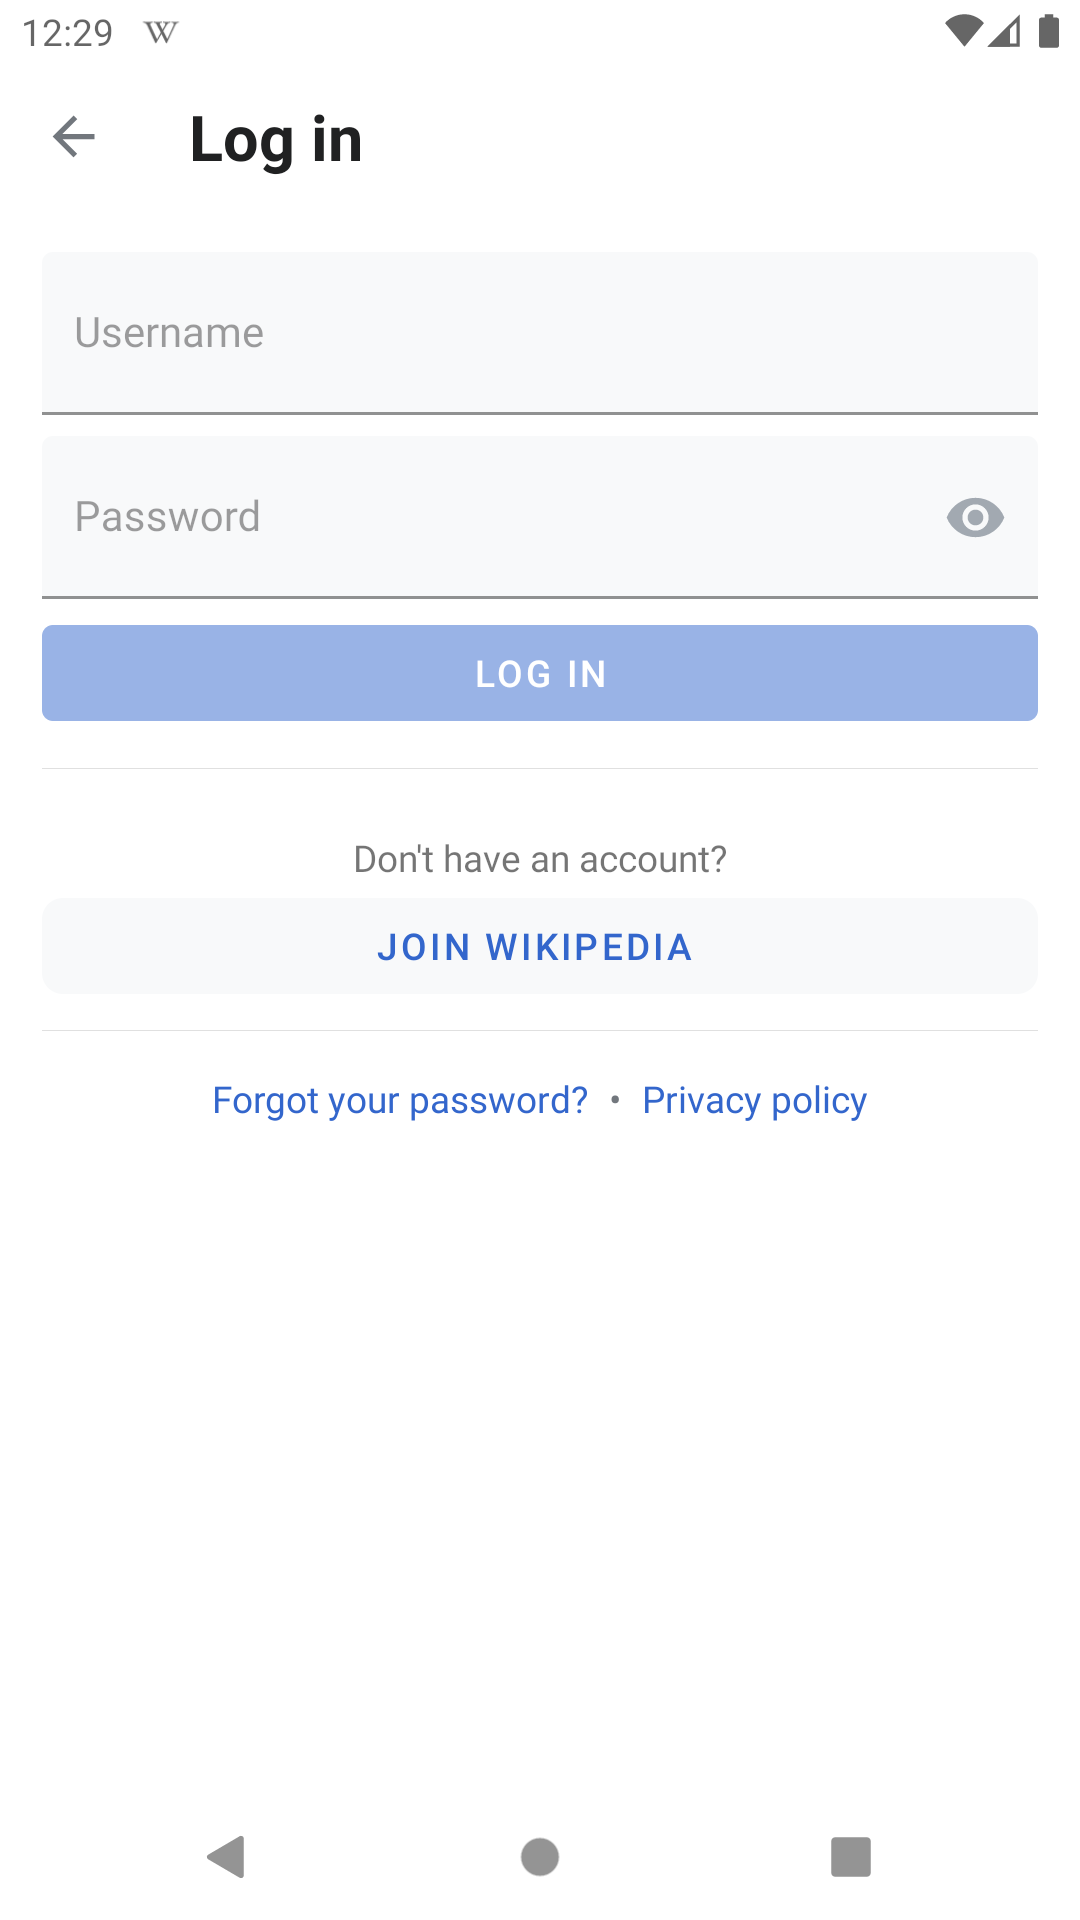 12:29 W
Log in
Username
Password
LOG IN
Don't have an account?
JOIN WIKIPEDIA
Forgot your password? • Privacy policy